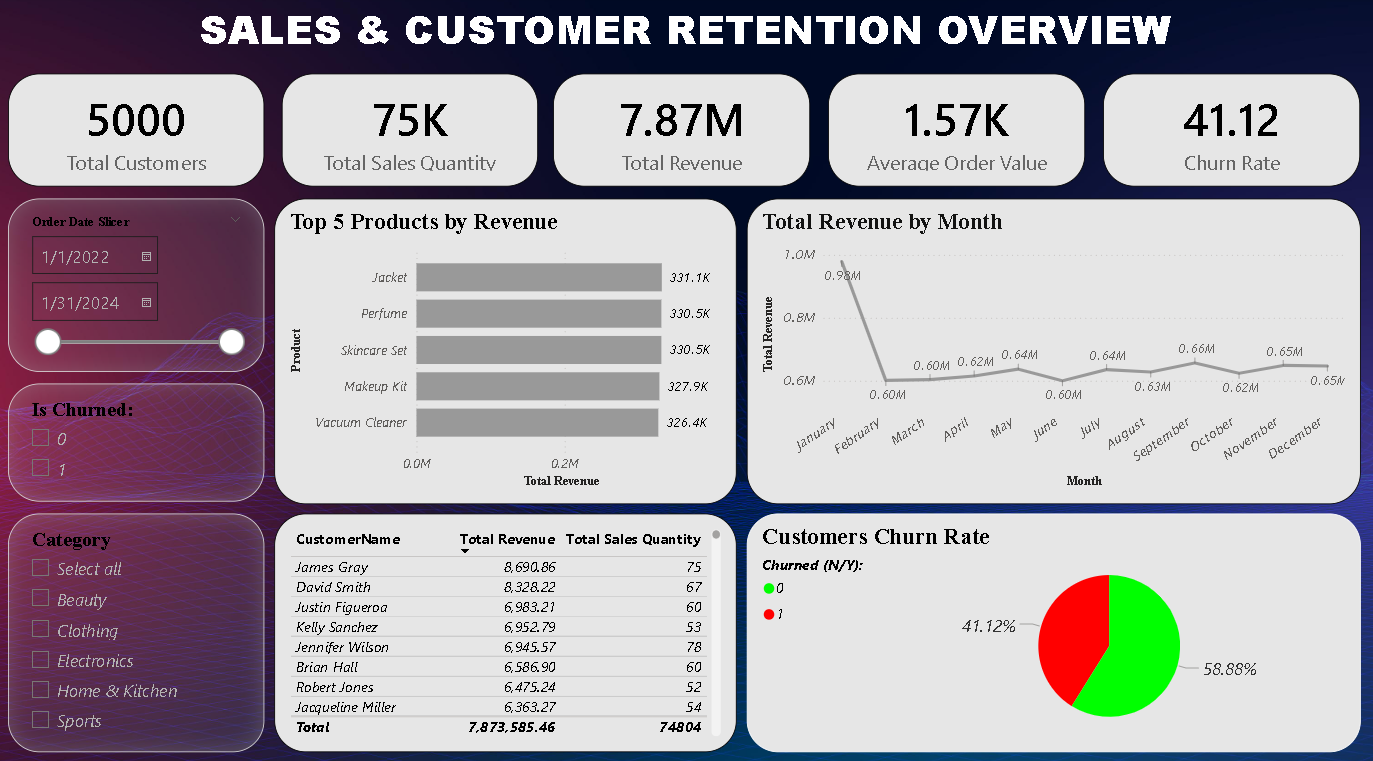 SALES & CUSTOMER RETENTION OVERVIEW
5000
Total Customers
75K
Total Sales Quantity
7.87M
Total Revenue
1.57K
Average Order Value
41.12
Churn Rate
Order Date Slicer
1/1/2022
1/31/2024
Is Churned:
0
1
Category
Select all
Beauty
Clothing
Electronics
Home & Kitchen
Sports
Top 5 Products by Revenue
Product
Jacket 331.1K
Perfume 330.5K
Skincare Set 330.5K
Makeup Kit 327.9K
Vacuum Cleaner 326.4K
0.0M 0.2M
Total Revenue
Total Revenue by Month
Total Revenue
1.0M
0.8M
0.6M
0.98M 0.60M 0.60M 0.62M 0.64M 0.60M 0.64M 0.63M 0.66M 0.62M 0.65M 0.65M
January February March April May June July August September October November December
Month
CustomerName Total Revenue Total Sales Quantity
James Gray 8,690.86 75
David Smith 8,328.22 67
Justin Figueroa 6,983.21 60
Kelly Sanchez 6,952.79 53
Jennifer Wilson 6,945.57 78
Brian Hall 6,586.90 60
Robert Jones 6,475.24 52
Jacqueline Miller 6,363.27 54
Total 7,873,585.46 74804
Customers Churn Rate
Churned (N/Y):
0
1
41.12%
58.88%